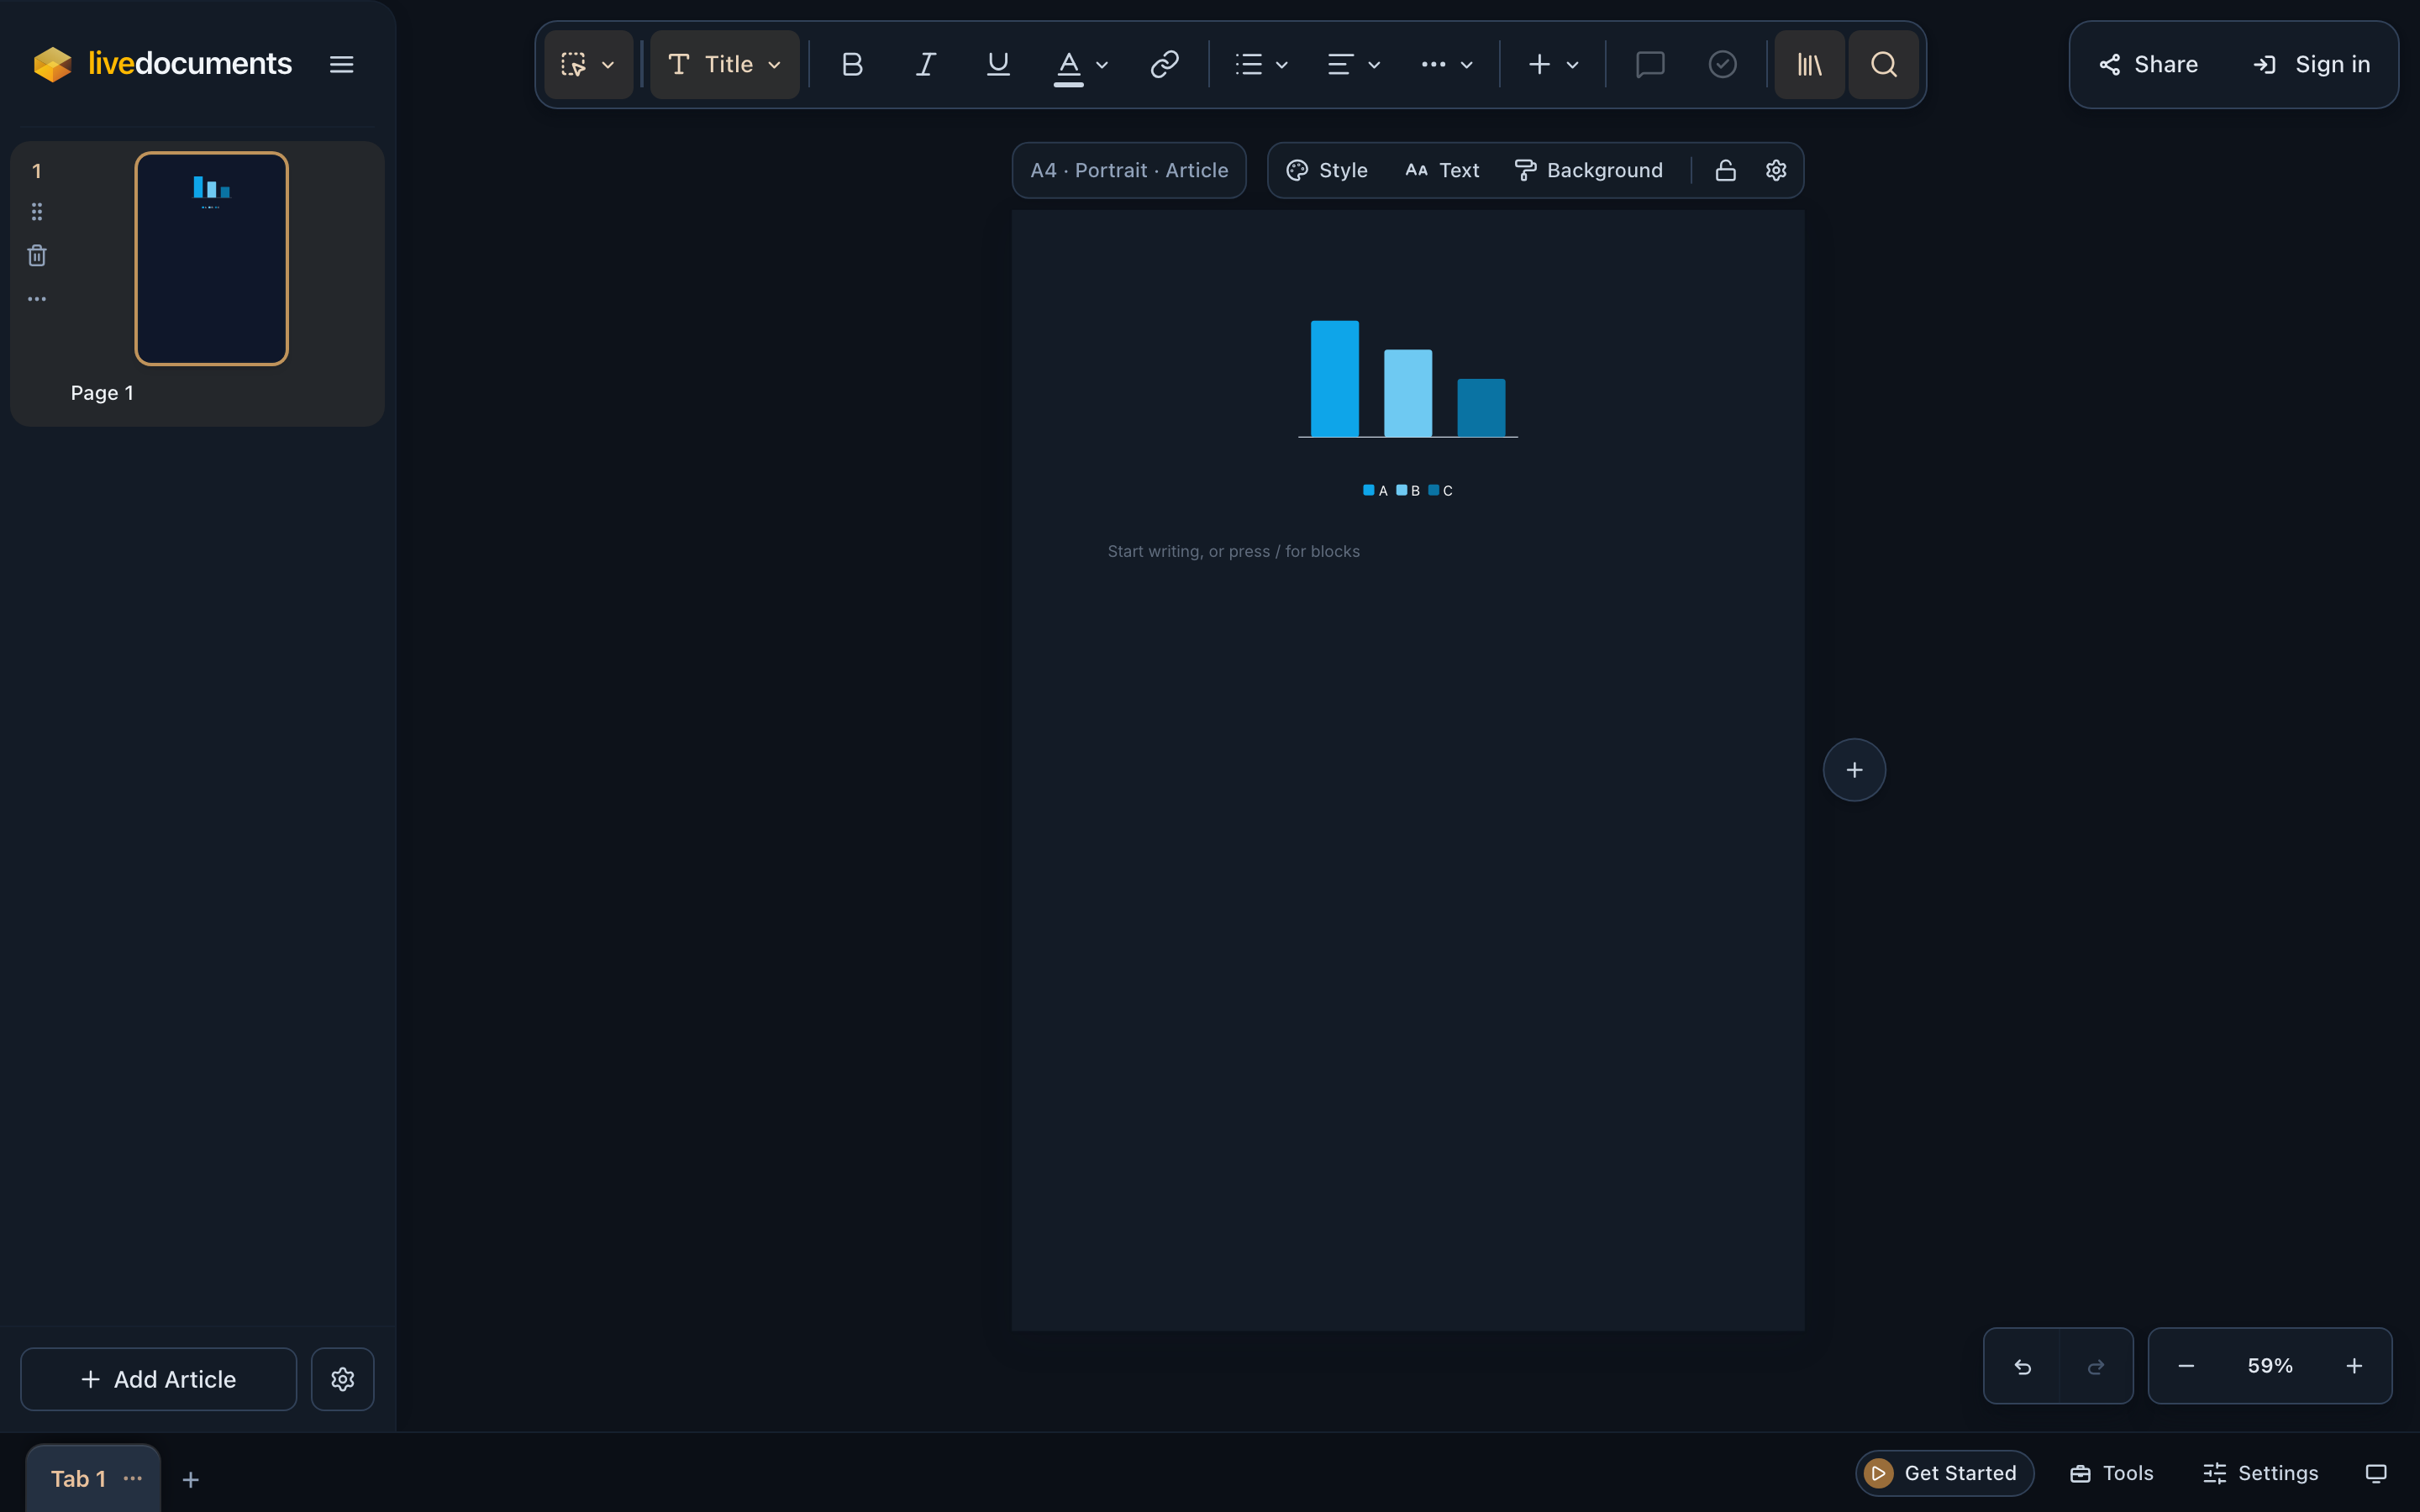 livedocuments
Title
Share
Sign in
1
Page 1
A4 · Portrait · Article
Style
Text
Background
A B C
Start writing, or press / for blocks
Add Article
59%
Tab 1
Get Started
Tools
Settings